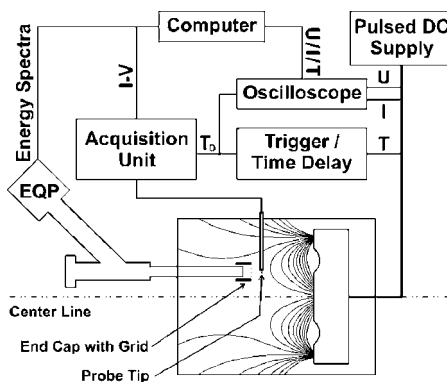 Energy Spectra
Computer
Pulsed DC
Supply
I-V
U/I/T
Oscilloscope
U
I
Acquisition
Unit
T_D
Trigger /
Time Delay
T
EQP
Center Line
End Cap with Grid
Probe Tip